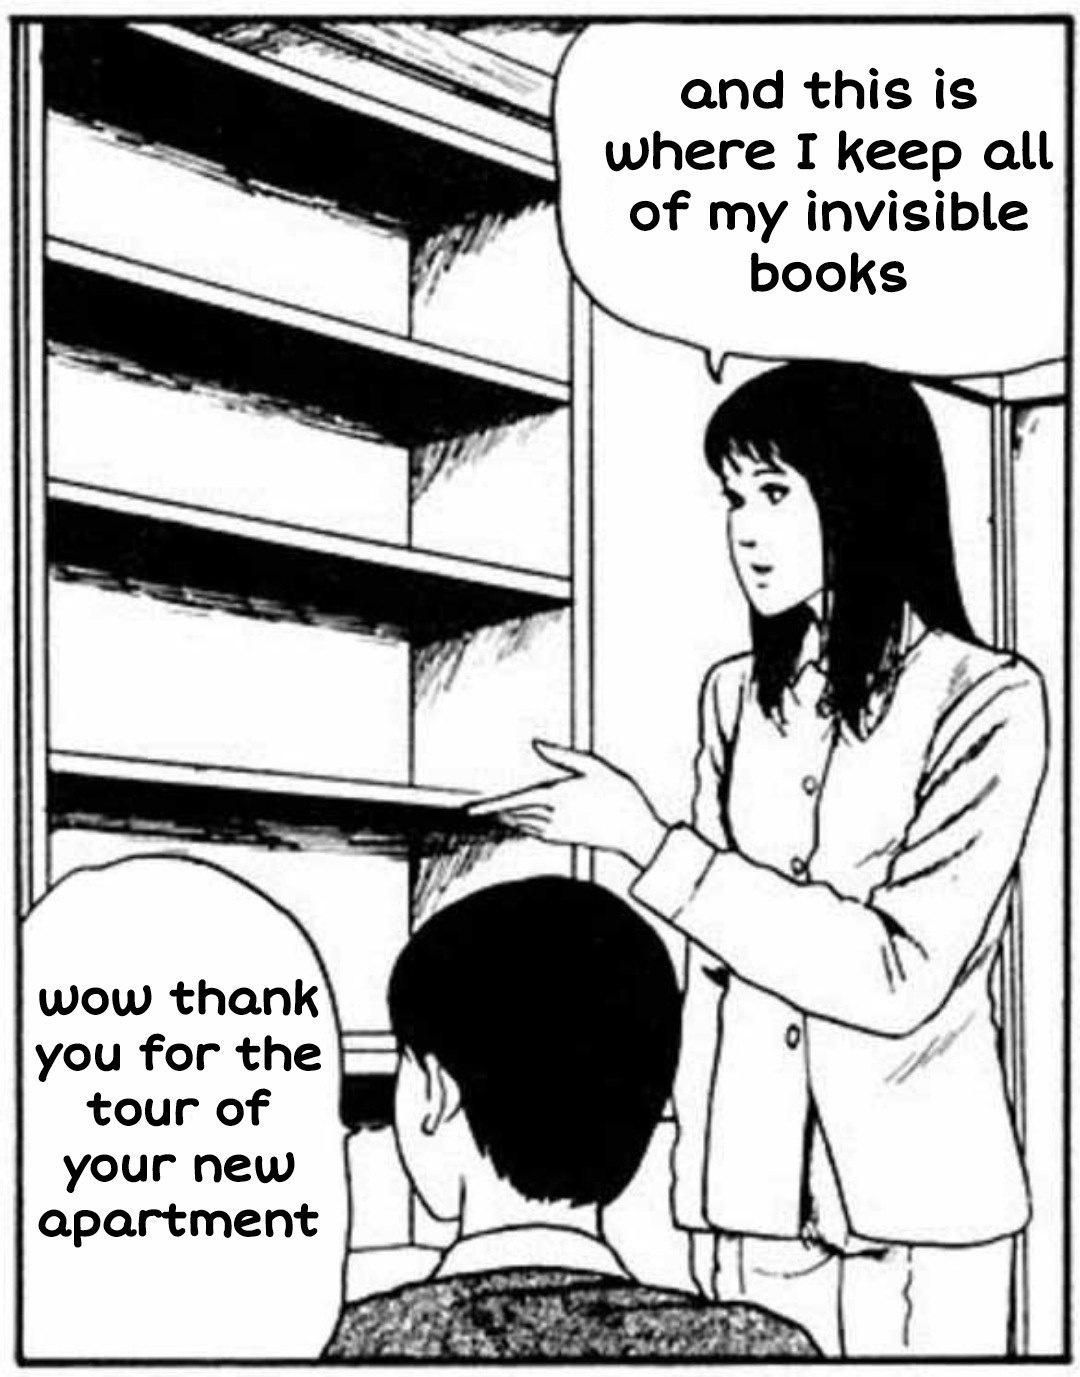 and this is
where I keep all
of my invisible
books
wow thank
you for the
tour of
your new
apartment